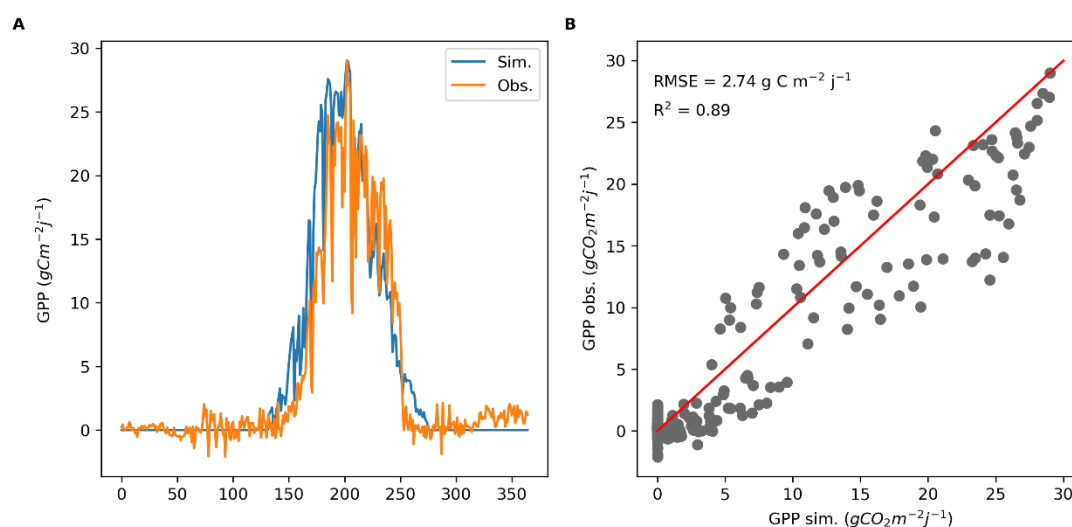 A
30
25
20
15
10
5
0
GPP (gCm⁻²j⁻¹)
Sim.
Obs.
0 50 100 150 200 250 300 350
B
30
25
20
15
10
5
0
GPP obs. (gCO₂m⁻²j⁻¹)
RMSE = 2.74 g C m⁻² j⁻¹
R² = 0.89
0 5 10 15 20 25 30
GPP sim. (gCO₂m⁻²j⁻¹)